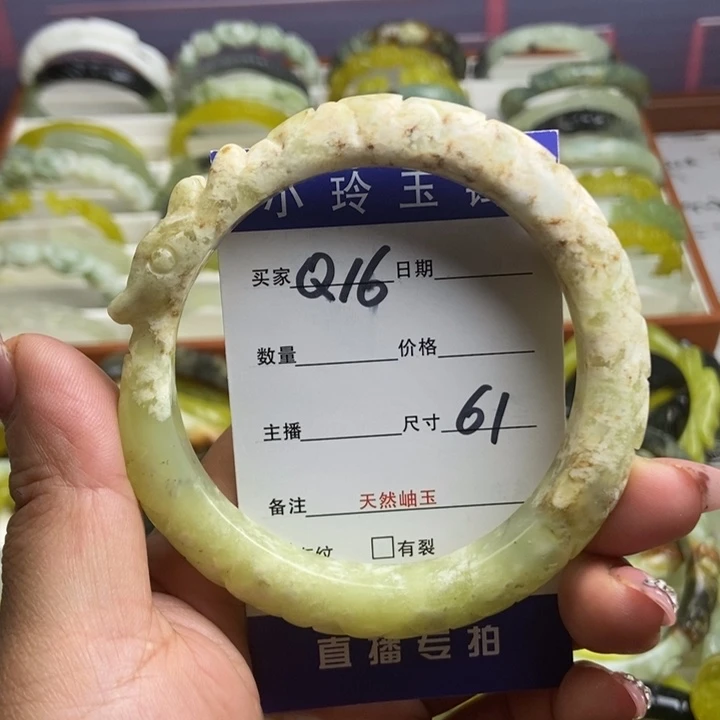 小玲玉
买家 Q16 日期
数量 价格
主播 尺寸 61
备注 天然岫玉
纹 □有裂
直播专拍